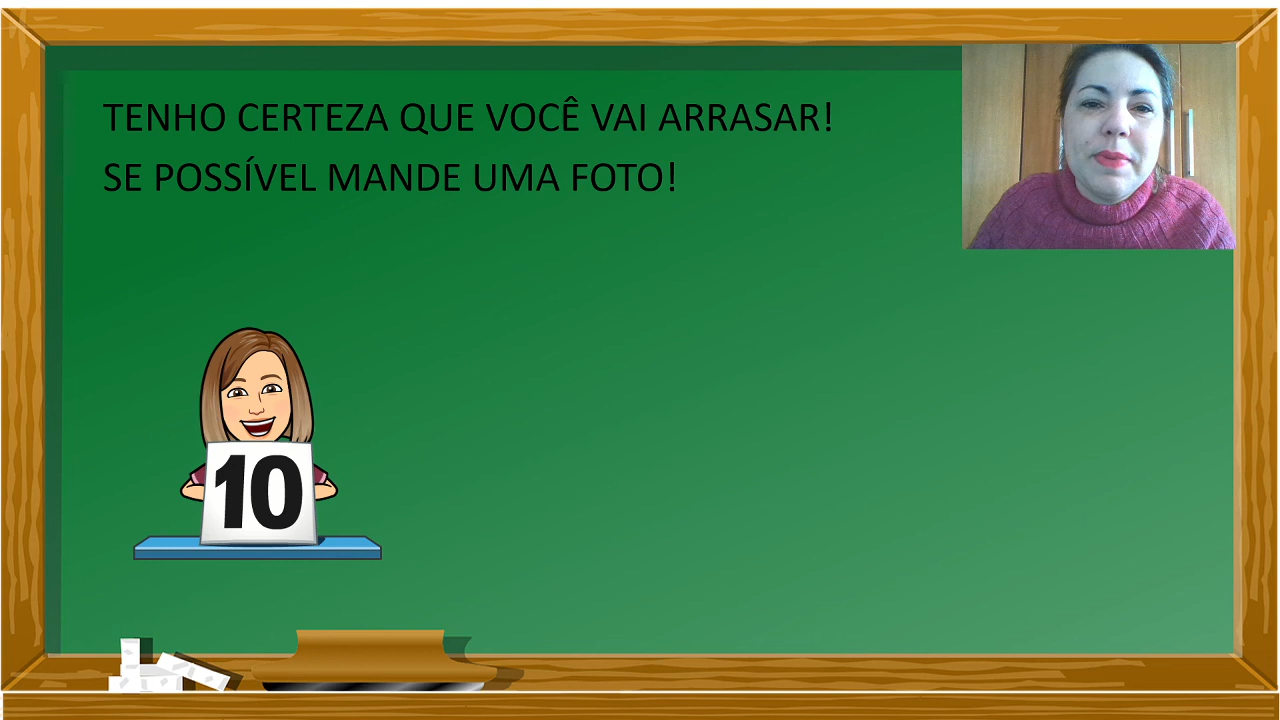 TENHO CERTEZA QUE VOCÊ VAI ARRASAR!
SE POSSÍVEL MANDE UMA FOTO!
10